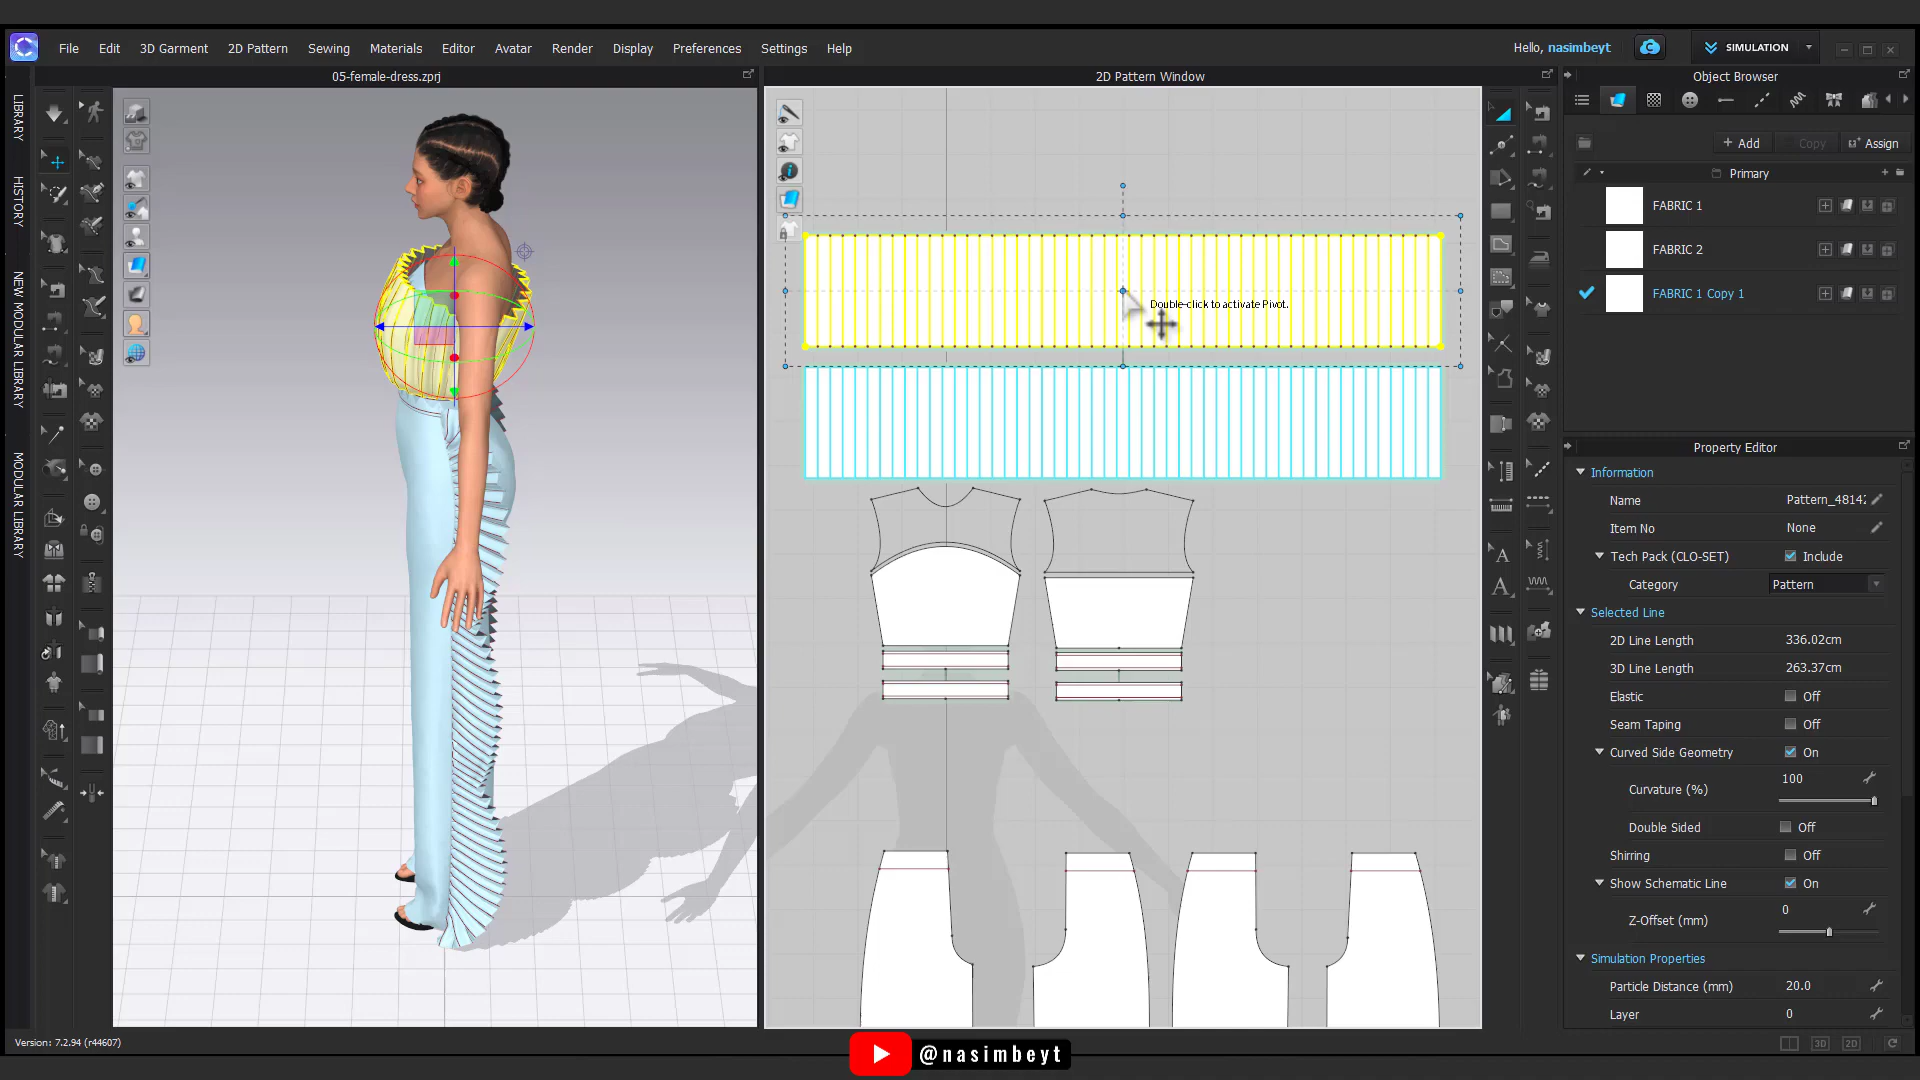 File Edit 3D Garment 2D Pattern Sewing Materials Editor Avatar Render Display Preferences Settings Help
Hello, nasimbeyt
SIMULATION
05-female-dress.zprj
2D Pattern Window
Object Browser
LIBRARY
HISTORY
NEW MODULAR LIBRARY
MODULAR LIBRARY
Double-click to activate Pivot.
Add
Copy
Assign
Primary
FABRIC 1
FABRIC 2
FABRIC 1 Copy 1
Property Editor
Information
Name Pattern_4814
Item No None
Tech Pack (CLO-SET) Include
Category Pattern
Selected Line
2D Line Length 336.02cm
3D Line Length 263.37cm
Elastic Off
Seam Taping Off
Curved Side Geometry On
100
Curvature (%)
Double Sided Off
Shirring Off
Show Schematic Line On
0
Z-Offset (mm)
Simulation Properties
Particle Distance (mm) 20.0
Layer 0
Version: 7.2.94 (r44607)
3D
2D
@nasimbeyt